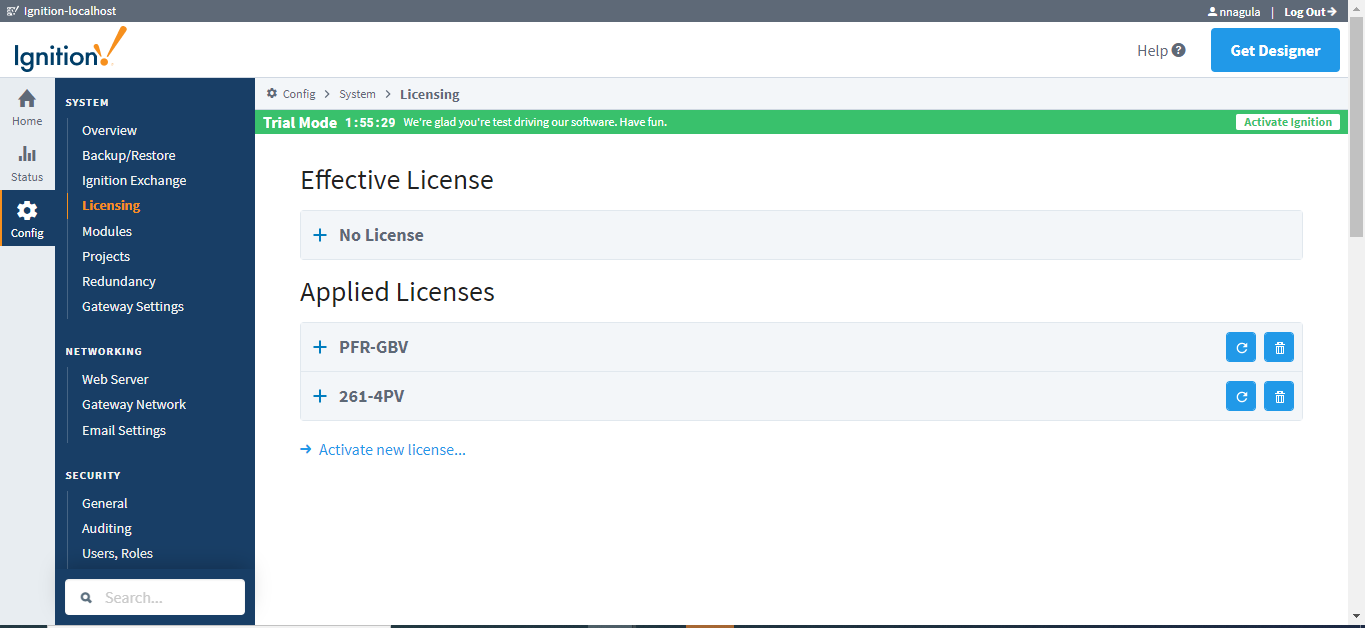 Ignition-localhost
nnagula | Log Out
Ignition!
Help ?
Get Designer
Home
Status
Config
SYSTEM
Overview
Backup/Restore
Ignition Exchange
Licensing
Modules
Projects
Redundancy
Gateway Settings
NETWORKING
Web Server
Gateway Network
Email Settings
SECURITY
General
Auditing
Users, Roles
Search...
Config > System > Licensing
Trial Mode 1:55:29 We're glad you're test driving our software. Have fun.
Activate Ignition
Effective License
+ No License
Applied Licenses
+ PFR-GBV
+ 261-4PV
→ Activate new license...